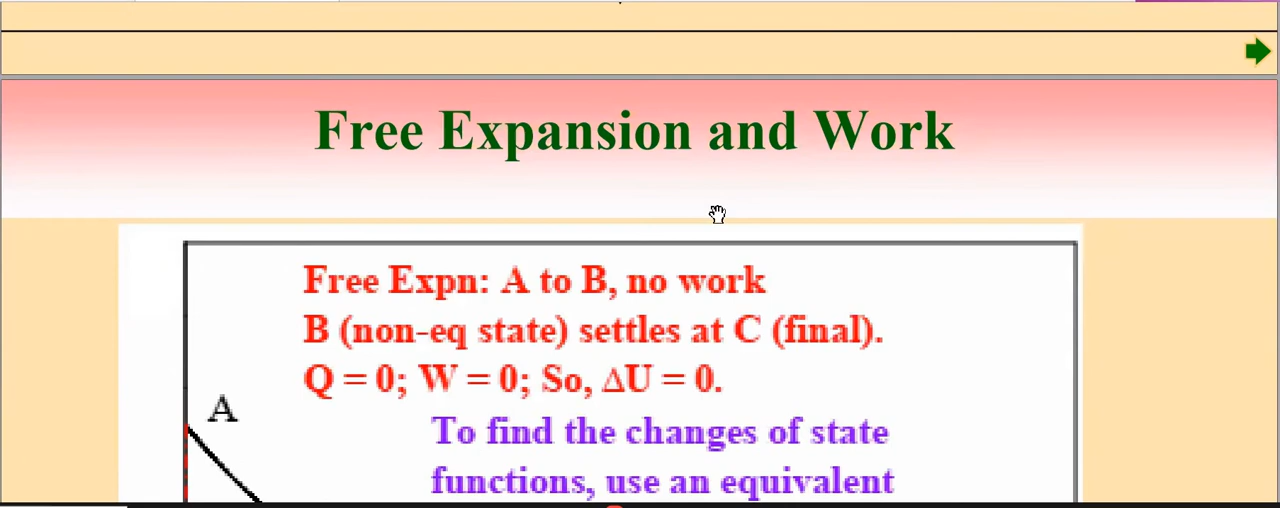 Free Expansion and Work
Free Expn: A to B, no work
B (non-eq state) settles at C (final).
Q = 0; W = 0; So, ΔU = 0.
A
To find the changes of state
functions, use an equivalent